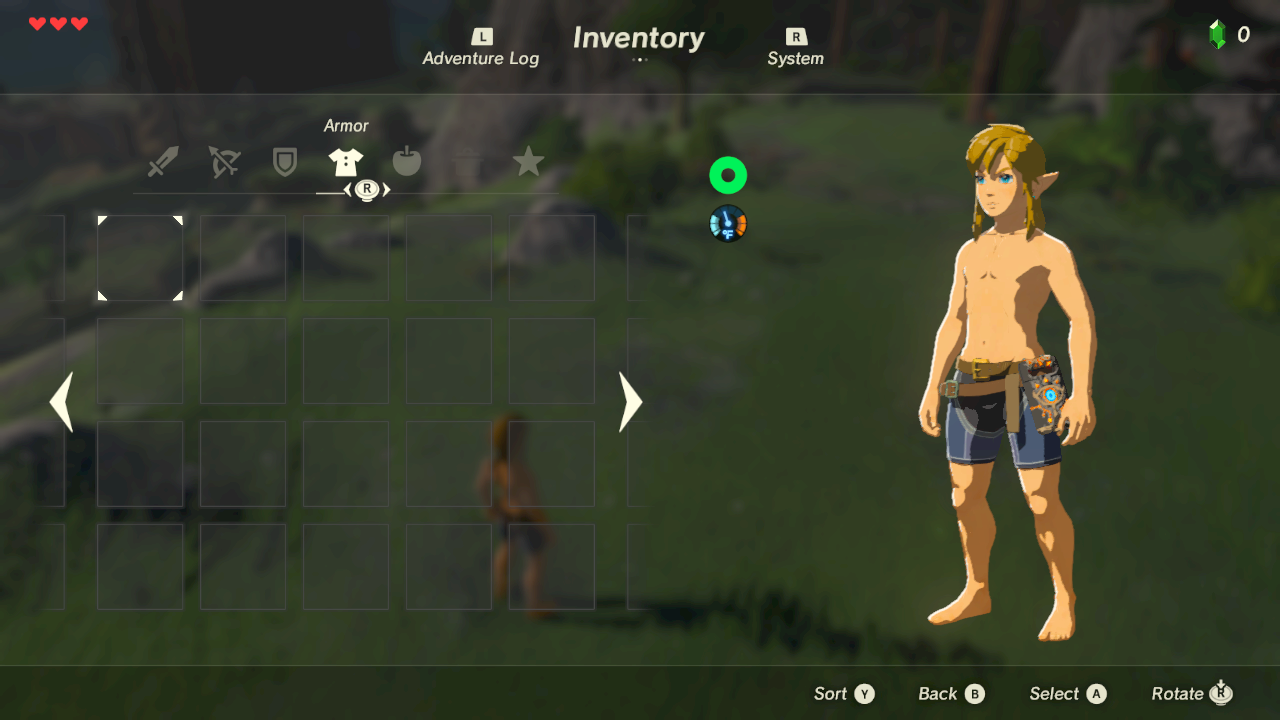 L
Inventory
R
0
Adventure Log
System
Armor
R
°F
Sort Y
Back B
Select A
Rotate R